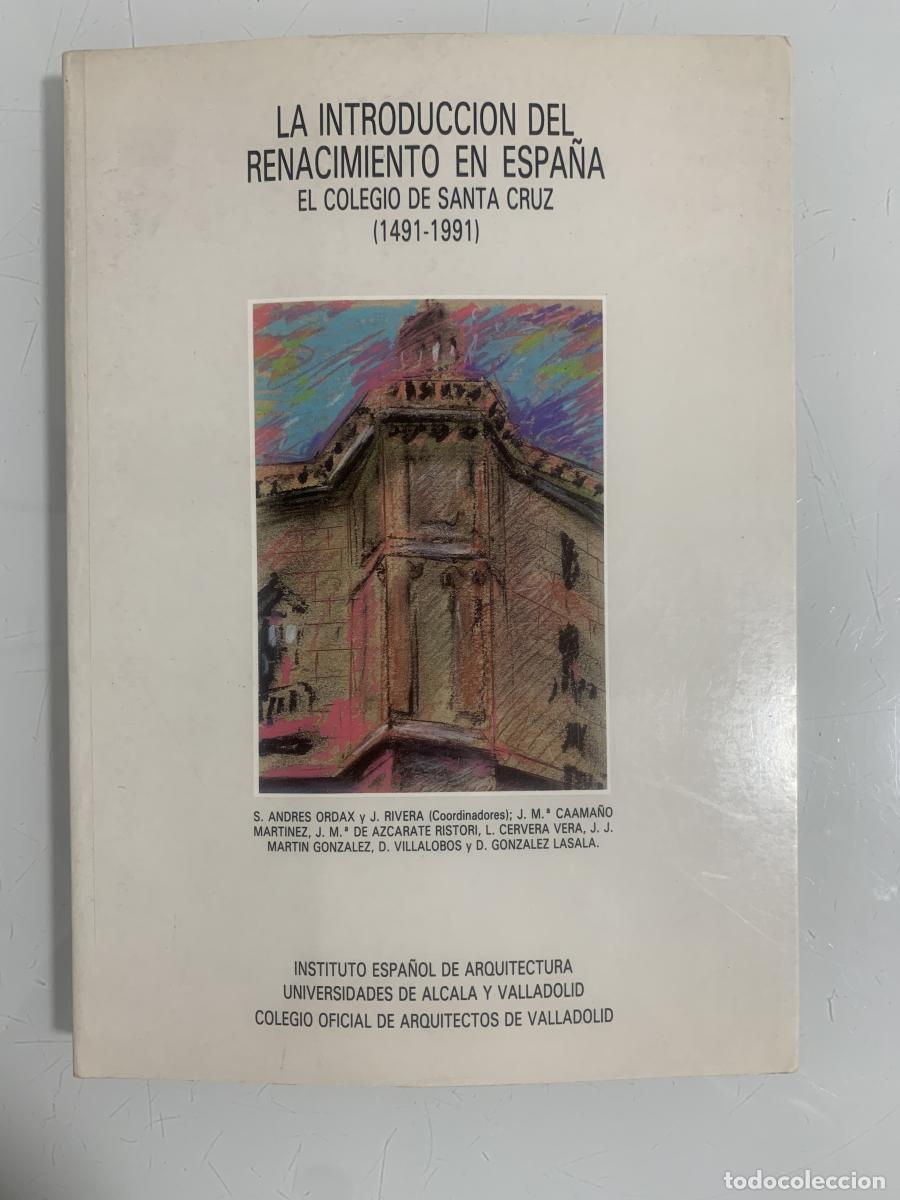 LA INTRODUCCION DEL
RENACIMIENTO EN ESPAÑA
EL COLEGIO DE SANTA CRUZ
(1491-1991)
S. ANDRES ORDAX y J. RIVERA (Coordinadores); J. M.ª CAAMAÑO
MARTINEZ, J. M.ª DE AZCARATE RISTORI, L. CERVERA VERA, J. J.
MARTIN GONZALEZ, D. VILLALOBOS y D. GONZALEZ LASALA.
INSTITUTO ESPAÑOL DE ARQUITECTURA
UNIVERSIDADES DE ALCALA Y VALLADOLID
COLEGIO OFICIAL DE ARQUITECTOS DE VALLADOLID
todocoleccion